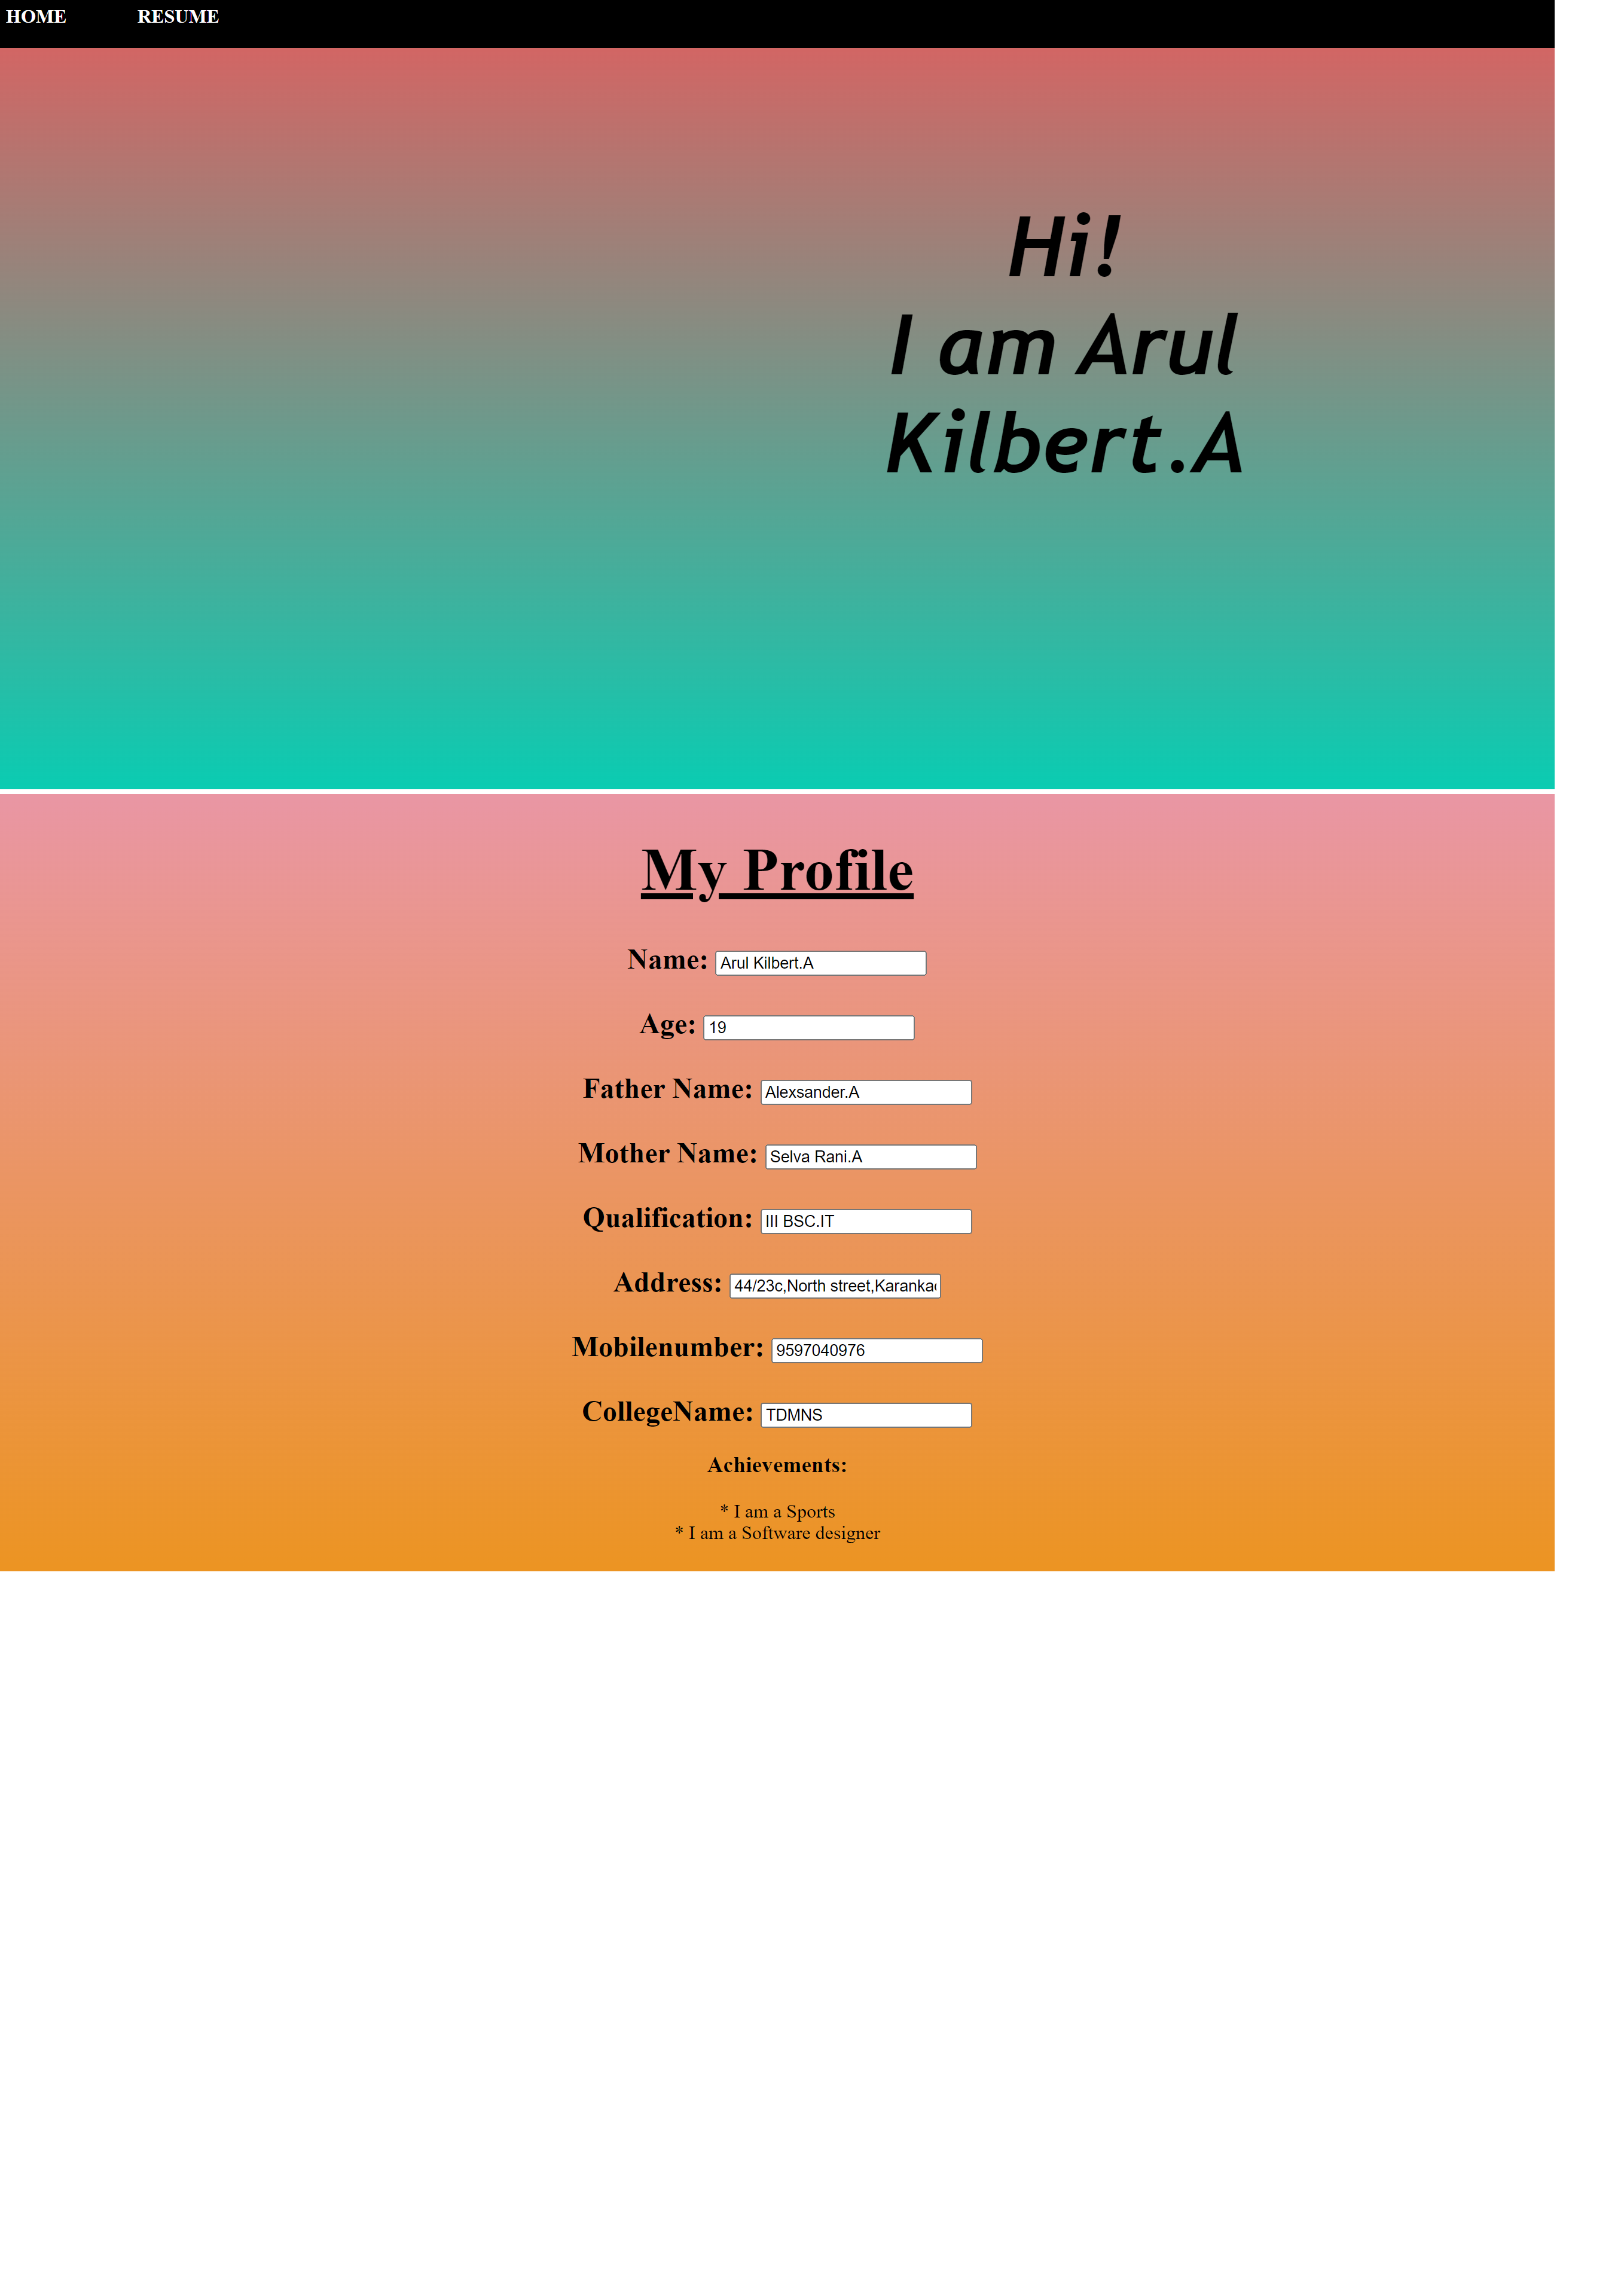 HOME RESUME
Hi!
I am Arul
Kilbert.A
My Profile
Name: Arul Kilbert.A
Age: 19
Father Name: Alexsander.A
Mother Name: Selva Rani.A
Qualification: III BSC.IT
Address: 44/23c,North street,Karanka
Mobilenumber: 9597040976
CollegeName: TDMNS
Achievements:
* I am a Sports
* I am a Software designer